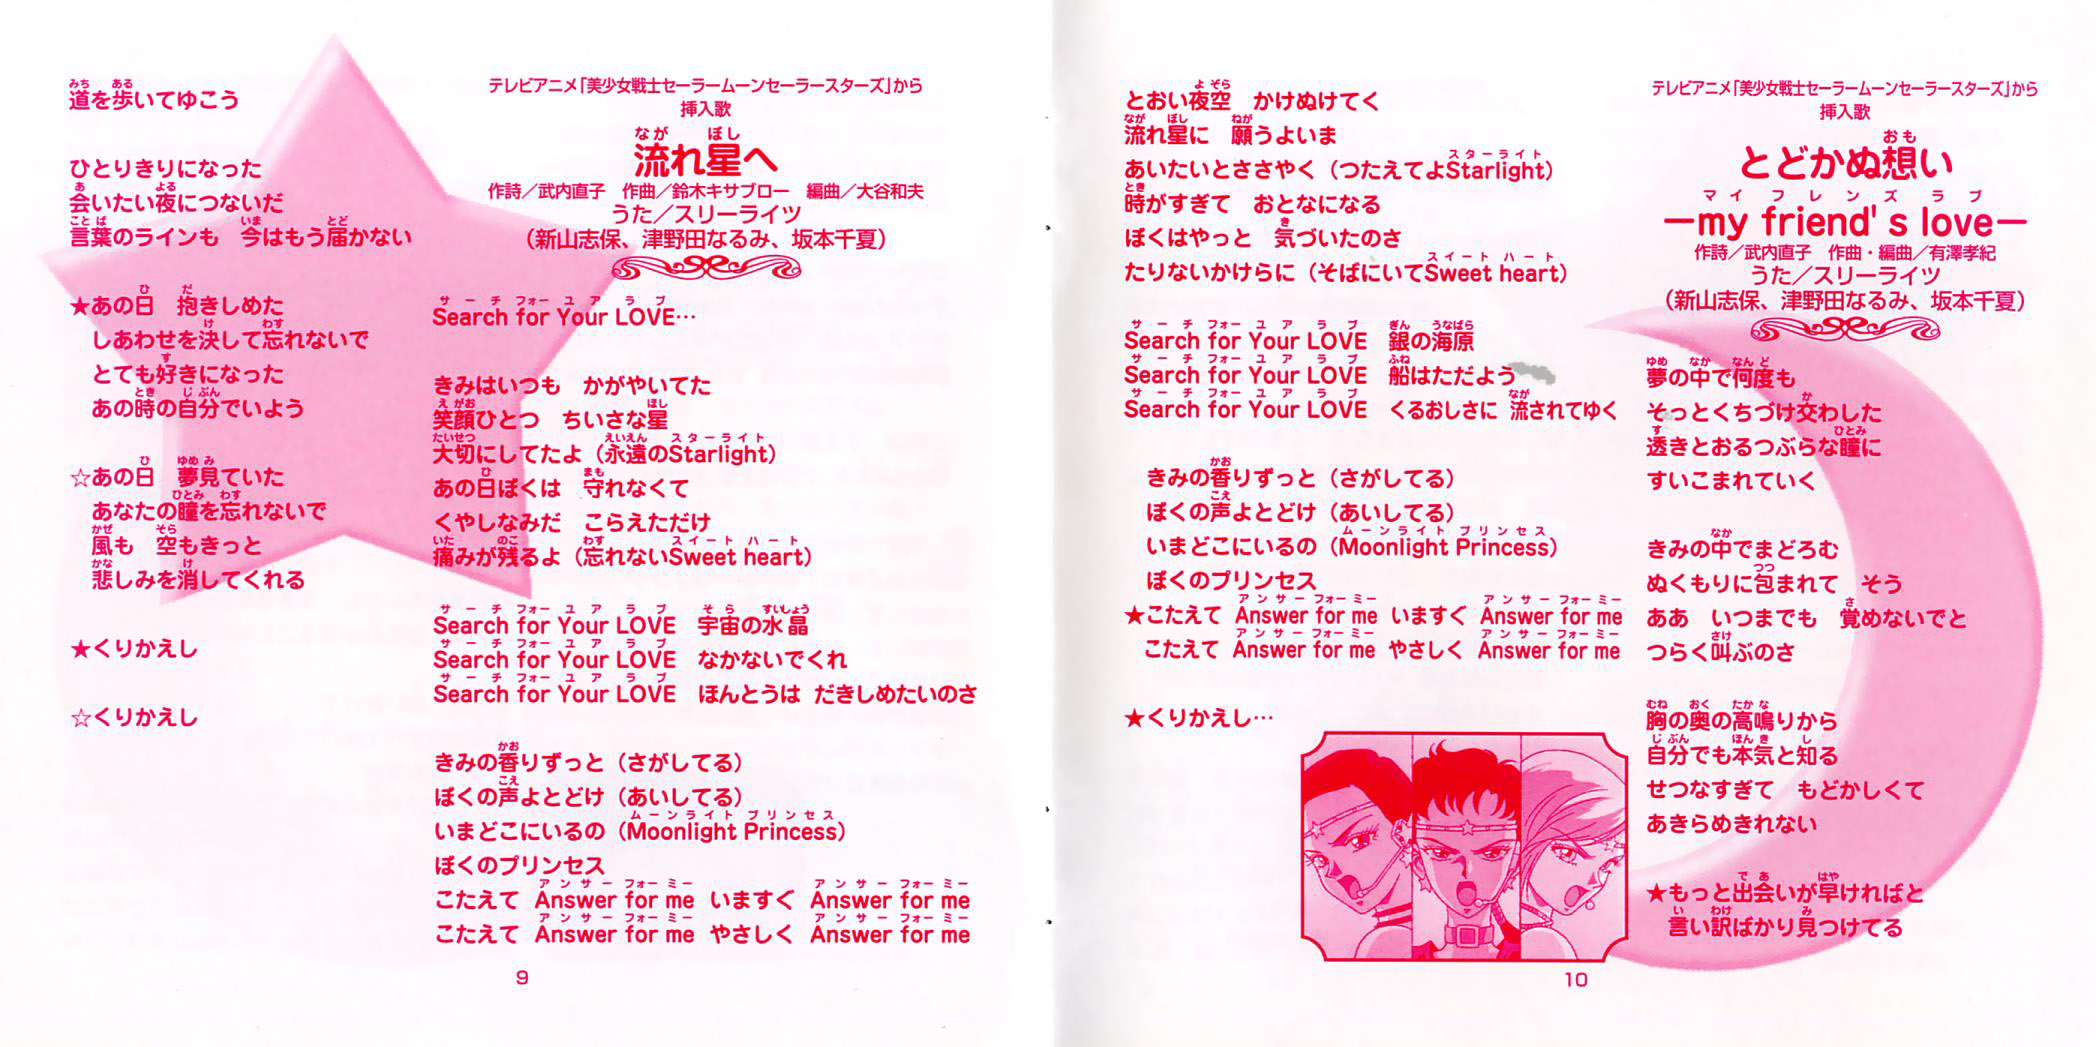 道を歩いてゆこう
ひとりきりになった
会いたい夜につないだ
言葉のラインも　今はもう届かない
★あの日　抱きしめた
しあわせを決して忘れないで
とても好きになった
あの時の自分でいよう
☆あの日　夢見ていた
あなたの瞳を忘れないで
風も　空もきっと
悲しみを消してくれる
★くりかえし
☆くりかえし
テレビアニメ「美少女戦士セーラームーンセーラースターズ」から
挿入歌
流れ星へ
作詩／武内直子　作曲／鈴木キサブロー　編曲／大谷和夫
うた／スリーライツ
（新山志保、津野田なるみ、坂本千夏）
Search for Your LOVE…
きみはいつも　かがやいてた
笑顔ひとつ　ちいさな星
大切にしてたよ（永遠のStarlight）
あの日ぼくは　守れなくて
くやしなみだ　こらえただけ
痛みが残るよ（忘れないSweet heart）
Search for Your LOVE　宇宙の水晶
Search for Your LOVE　なかないでくれ
Search for Your LOVE　ほんとうは だきしめたいのさ
きみの香りずっと（さがしてる）
ぼくの声よとどけ（あいしてる）
いまどこにいるの（Moonlight Princess）
ぼくのプリンセス
こたえて Answer for me いますぐ Answer for me
こたえて Answer for me やさしく Answer for me
9
とおい夜空　かけぬけてく
流れ星に　願うよいま
あいたいとささやく（つたえてよStarlight）
時がすぎて　おとなになる
ぼくはやっと　気づいたのさ
たりないかけらに（そばにいてSweet heart）
Search for Your LOVE　銀の海原
Search for Your LOVE　船はただよう
Search for Your LOVE　くるおしさに 流されてゆく
きみの香りずっと（さがしてる）
ぼくの声よとどけ（あいしてる）
いまどこにいるの（Moonlight Princess）
ぼくのプリンセス
★こたえて Answer for me いますぐ Answer for me
こたえて Answer for me やさしく Answer for me
★くりかえし…
テレビアニメ「美少女戦士セーラームーンセーラースターズ」から
挿入歌
とどかぬ想い
―my friend's love―
作詩／武内直子　作曲・編曲／有澤孝紀
うた／スリーライツ
（新山志保、津野田なるみ、坂本千夏）
夢の中で何度も
そっとくちづけ交わした
透きとおるつぶらな瞳に
すいこまれていく
きみの中でまどろむ
ぬくもりに包まれて　そう
ああ　いつまでも　覚めないでと
つらく叫ぶのさ
胸の奥の高鳴りから
自分でも本気と知る
せつなすぎて　もどかしくて
あきらめきれない
★もっと出会いが早ければと
言い訳ばかり見つけてる
10